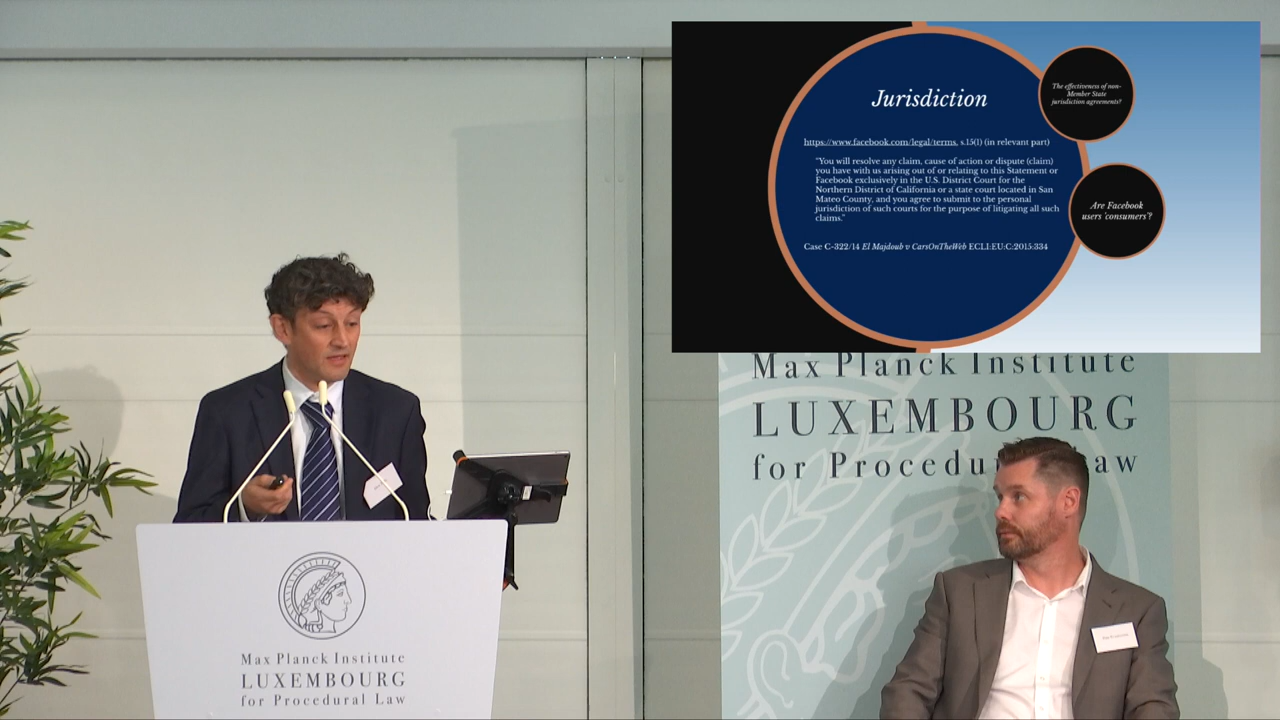 Jurisdiction
https://www.facebook.com/legal/terms, s.15(1) (in relevant part)
"You will resolve any claim, cause of action or dispute (claim)
you have with us arising out of or relating to this Statement or
Facebook exclusively in the U.S. District Court for the
Northern District of California or a state court located in San
Mateo County, and you agree to submit to the personal
jurisdiction of such courts for the purpose of litigating all such
claims."
Case C-322/14 El Majdoub v CarsOnTheWeb ECLI:EU:C:2015:334
The effectiveness of non-
Member State
jurisdiction agreements?
Are Facebook
users 'consumers'?
Max Planck Institute
LUXEMBOURG
for Procedu aw
Max Planck Institute
LUXEMBOURG
for Procedural Law